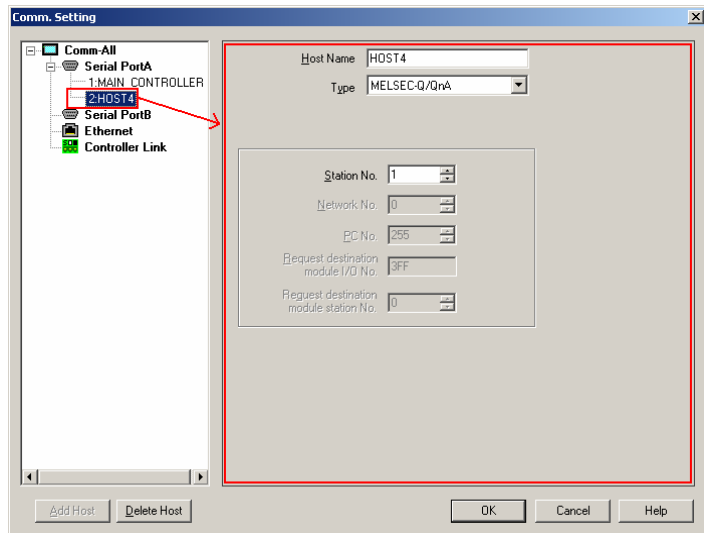 Comm. Setting
Comm-All
Serial PortA
1:MAIN_CONTROLLER
2:HOST4
Serial PortB
Ethernet
Controller Link
Host Name HOST4
Type MELSEC-Q/QnA
Station No. 1
Network No. 0
PC No. 255
Request destination
module I/O No. 3FF
Request destination
module station No. 0
Add Host Delete Host OK Cancel Help